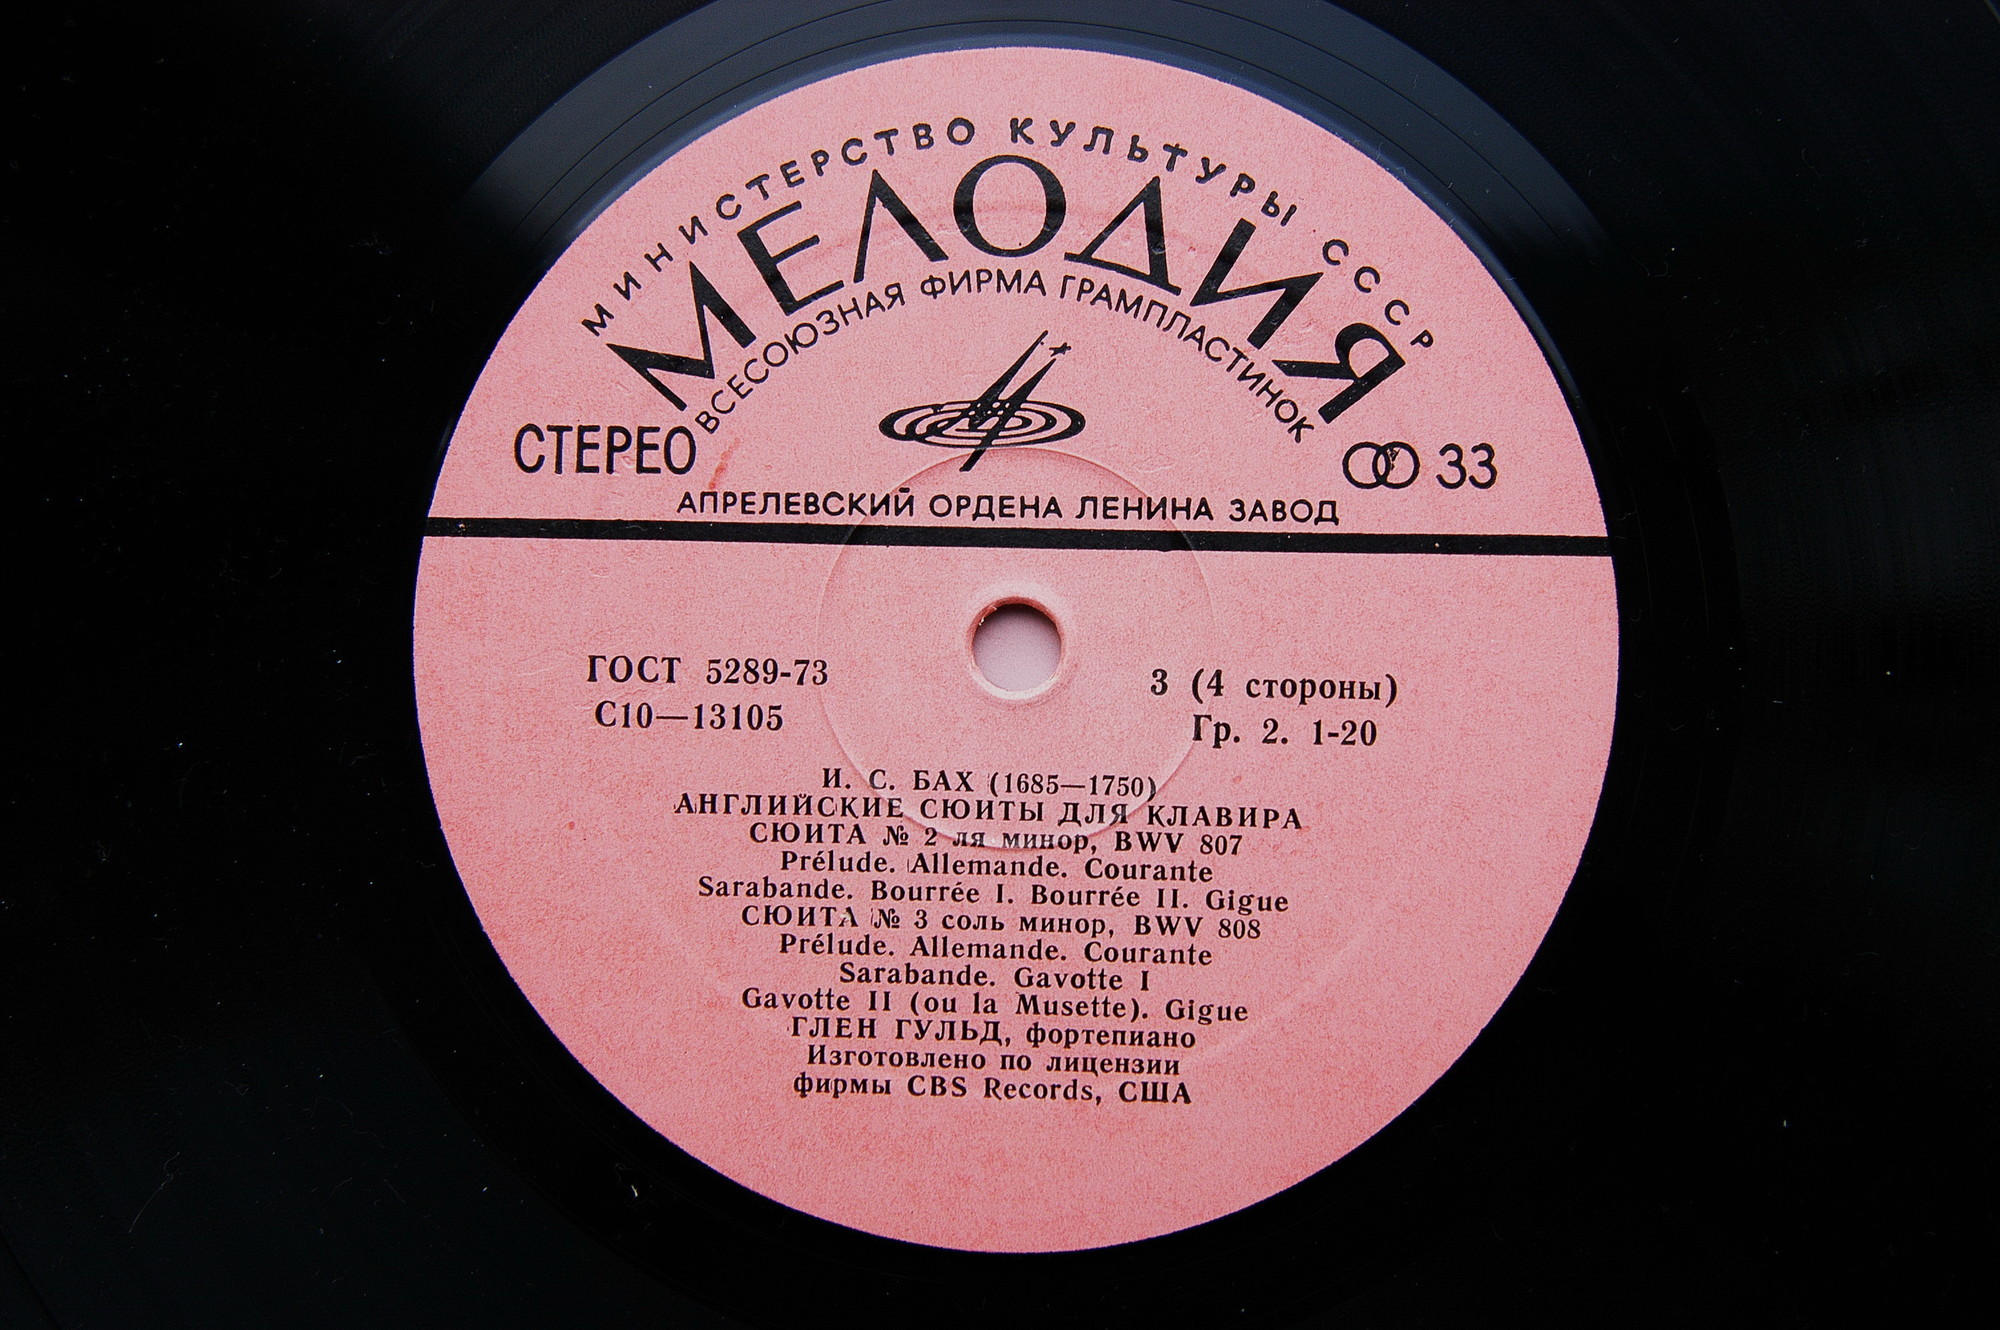 МИНИСТЕРСТВО КУЛЬТУРЫ СССР
МЕЛОДИЯ
ВСЕСОЮЗНАЯ ФИРМА ГРАМПЛАСТИНОК
СТЕРЕО
33
АПРЕЛЕВСКИЙ ОРДЕНА ЛЕНИНА ЗАВОД
ГОСТ 5289-73
3 (4 стороны)
С10—13105
Гр. 2. 1-20
И. С. БАХ (1685—1750)
АНГЛИЙСКИЕ СЮИТЫ ДЛЯ КЛАВИРА
СЮИТА № 2 ля минор, BWV 807
Prélude. Allemande. Courante
Sarabande. Bourrée I. Bourrée II. Gigue
СЮИТА № 3 соль минор, BWV 808
Prélude. Allemande. Courante
Sarabande. Gavotte I
Gavotte II (ou la Musette). Gigue
ГЛЕН ГУЛЬД, фортепиано
Изготовлено по лицензии
фирмы CBS Records, США